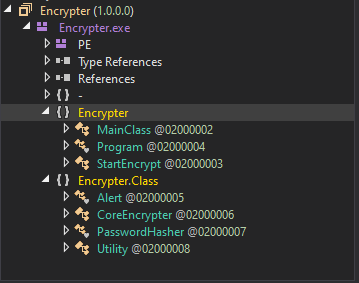 Encrypter (1.0.0.0)
Encrypter.exe
PE
Type References
References
{ } -
{ } Encrypter
MainClass @02000002
Program @02000004
StartEncrypt @02000003
{ } Encrypter.Class
Alert @02000005
CoreEncrypter @02000006
PasswordHasher @02000007
Utility @02000008